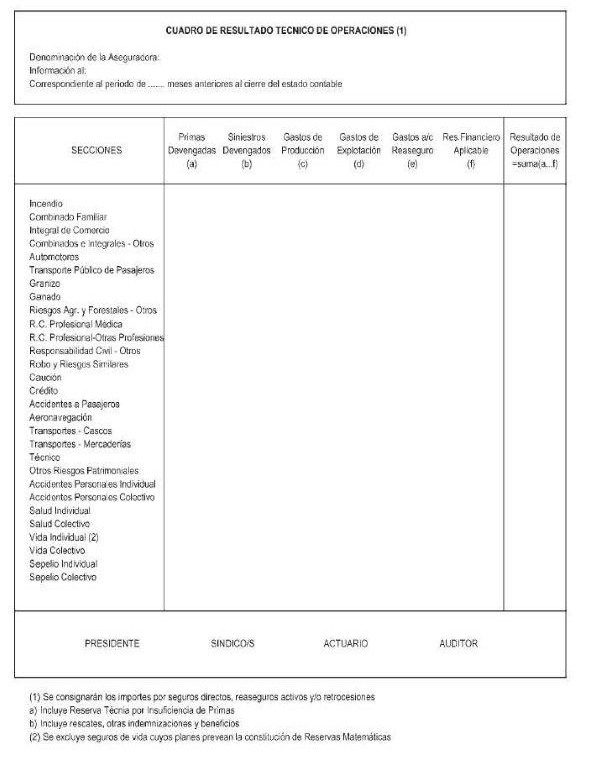 CUADRO DE RESULTADO TECNICO DE OPERACIONES (1)
Denominación de la Aseguradora:
Información al:
Correspondiente al período de ....... meses anteriores al cierre del estado contable
SECCIONES
Primas Devengadas (a)
Siniestros Devengados (b)
Gastos de Producción (c)
Gastos de Explotación (d)
Gastos a/c Reaseguro (e)
Res.Financiero Aplicable (f)
Resultado de Operaciones =suma(a...f)
Incendio
Combinado Familiar
Integral de Comercio
Combinados e Integrales - Otros
Automotores
Transporte Público de Pasajeros
Granizo
Ganado
Riesgos Agr. y Forestales - Otros
R.C. Profesional Médica
R.C. Profesional-Otras Profesiones
Responsabilidad Civil - Otros
Robo y Riesgos Similares
Caución
Crédito
Accidentes a Pasajeros
Aeronavegación
Transportes - Cascos
Transportes - Mercaderías
Técnico
Otros Riesgos Patrimoniales
Accidentes Personales Individual
Accidentes Personales Colectivo
Salud Individual
Salud Colectivo
Vida Individual (2)
Vida Colectivo
Sepelio Individual
Sepelio Colectivo
PRESIDENTE SINDICO/S ACTUARIO AUDITOR
(1) Se consignarán los importes por seguros directos, reaseguros activos y/o retrocesiones
a) Incluye Reserva Técnia por Insuficiencia de Primas
b) Incluye rescates, otras indemnizaciones y beneficios
(2) Se excluye seguros de vida cuyos planes prevean la constitución de Reservas Matemáticas